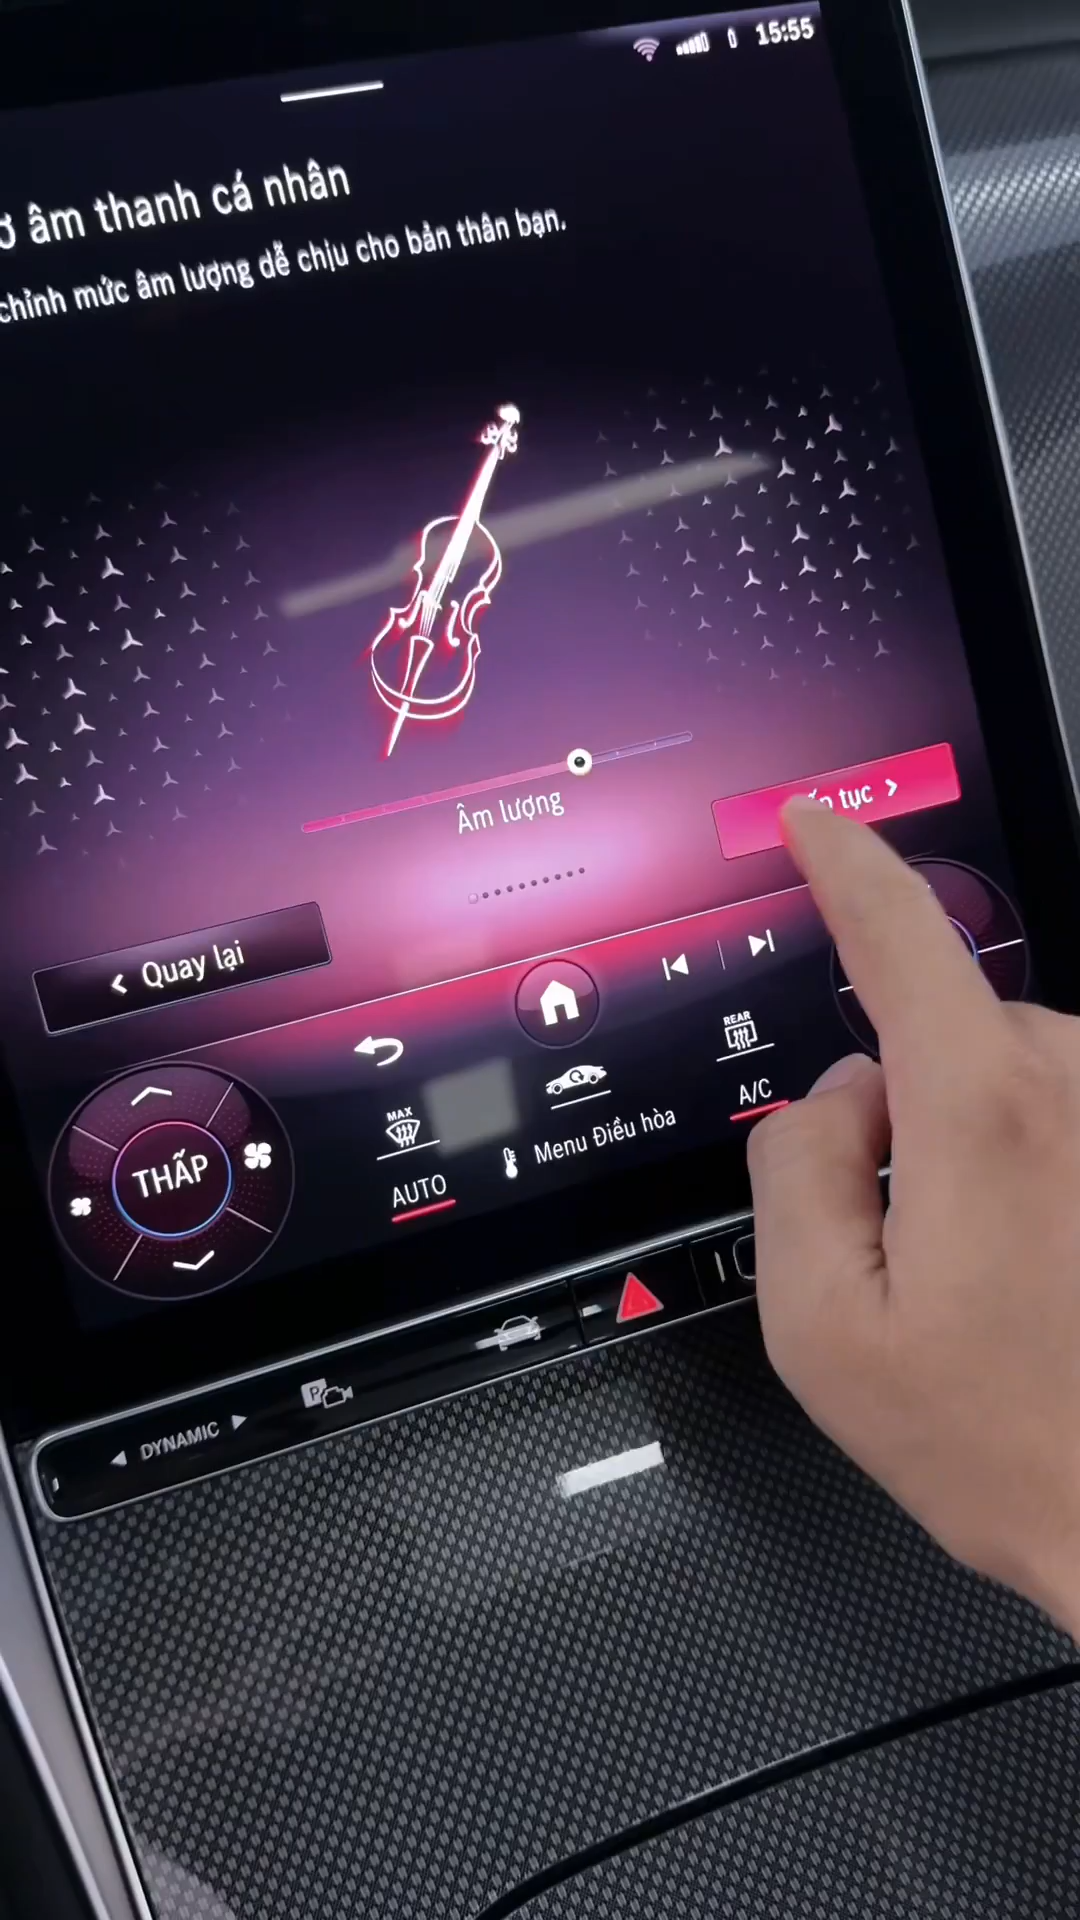 15:55
âm thanh cá nhân
chỉnh mức âm lượng dễ chịu cho bản thân bạn.
Âm lượng
tục
Quay lại
REAR
MAX
A/C
THẤP
Menu Điều hòa
AUTO
P
DYNAMIC